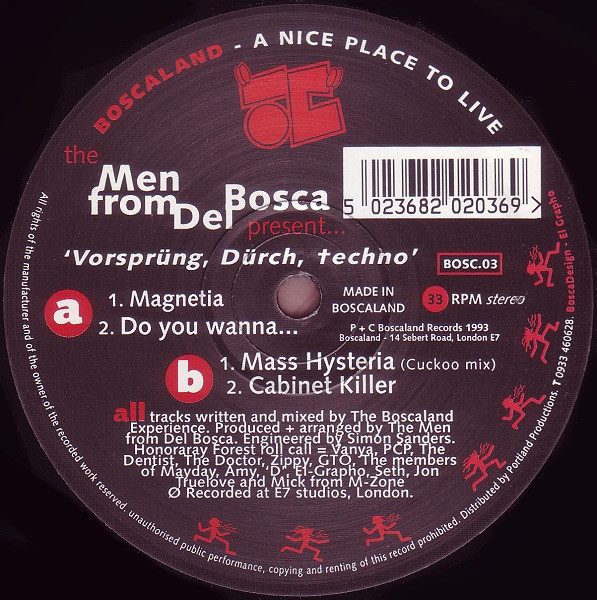 BOSCALAND - A NICE PLACE TO LIVE
the
Men
from Del Bosca
present...
5 023682 020369 >
'Vorsprüng, Dürch, techno'
BOSC.03
a
1. Magnetia
2. Do you wanna...
MADE IN
BOSCALAND
33 RPM stereo
P + C Boscaland Records 1993
Boscaland - 14 Sebert Road, London E7
b
1. Mass Hysteria (Cuckoo mix)
2. Cabinet Killer
all tracks written and mixed by The Boscaland
Experience. Produced + arranged by The Men
from Del Bosca. Engineered by Simon Sanders.
Honoraray Forest roll call = Yanya, PCP, The
Dentist, The Doctor, Zippy, GTO, The members
of Mayday, Amy, "D", El-Grapho, Seth, Jon
Truelove and Mick from M-Zone
Ø Recorded at E7 studios, London.
All rights of the manufacturer and of the owner of the recorded work reserved. unauthorised public performance, copying and renting of this record prohibited. Distributed by Portland Productions. T 0933 460628. BoscaDesign · El Grapho